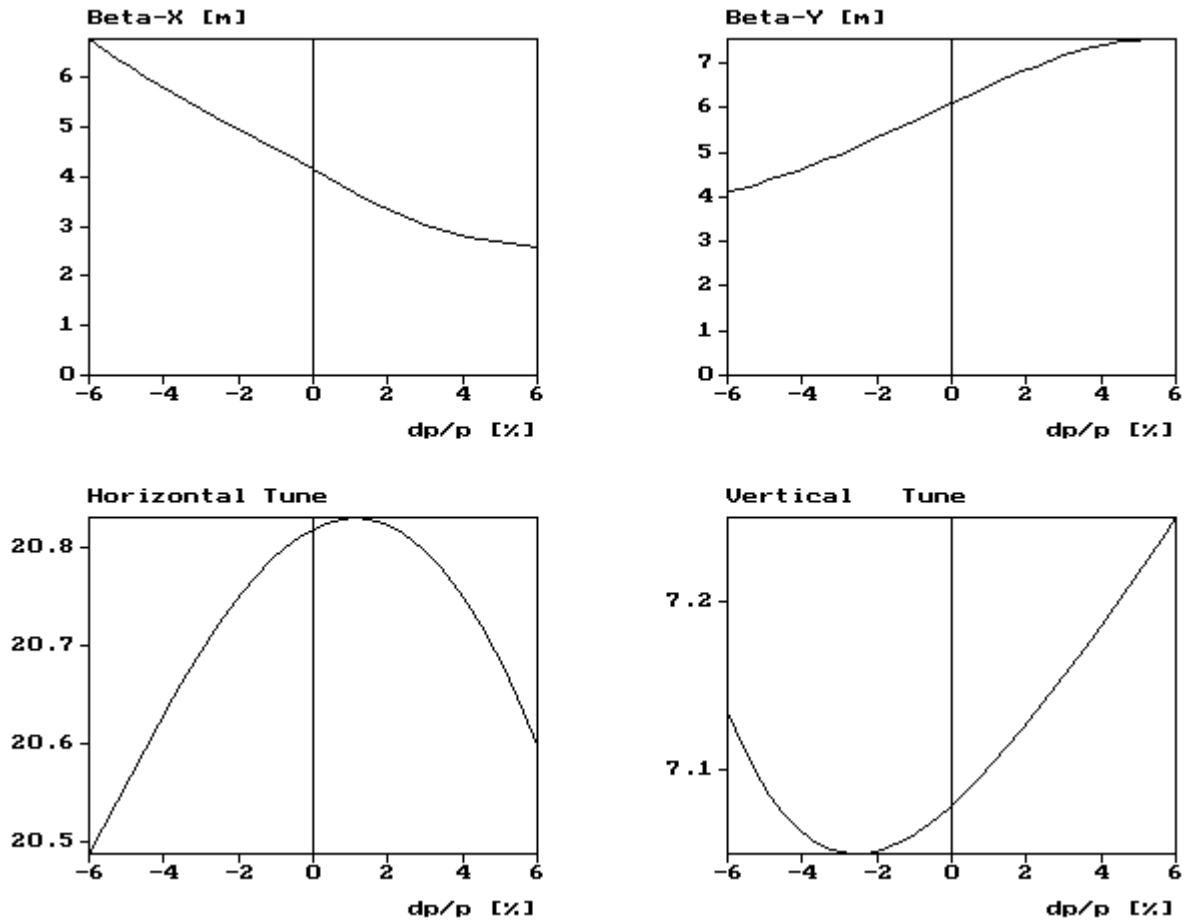 Beta-X [m]
6
5
4
3
2
1
0
-6 -4 -2 0 2 4 6
dp/p [%]
Beta-Y [m]
7
6
5
4
3
2
1
0
-6 -4 -2 0 2 4 6
dp/p [%]
Horizontal Tune
20.8
20.7
20.6
20.5
-6 -4 -2 0 2 4 6
dp/p [%]
Vertical Tune
7.2
7.1
-6 -4 -2 0 2 4 6
dp/p [%]